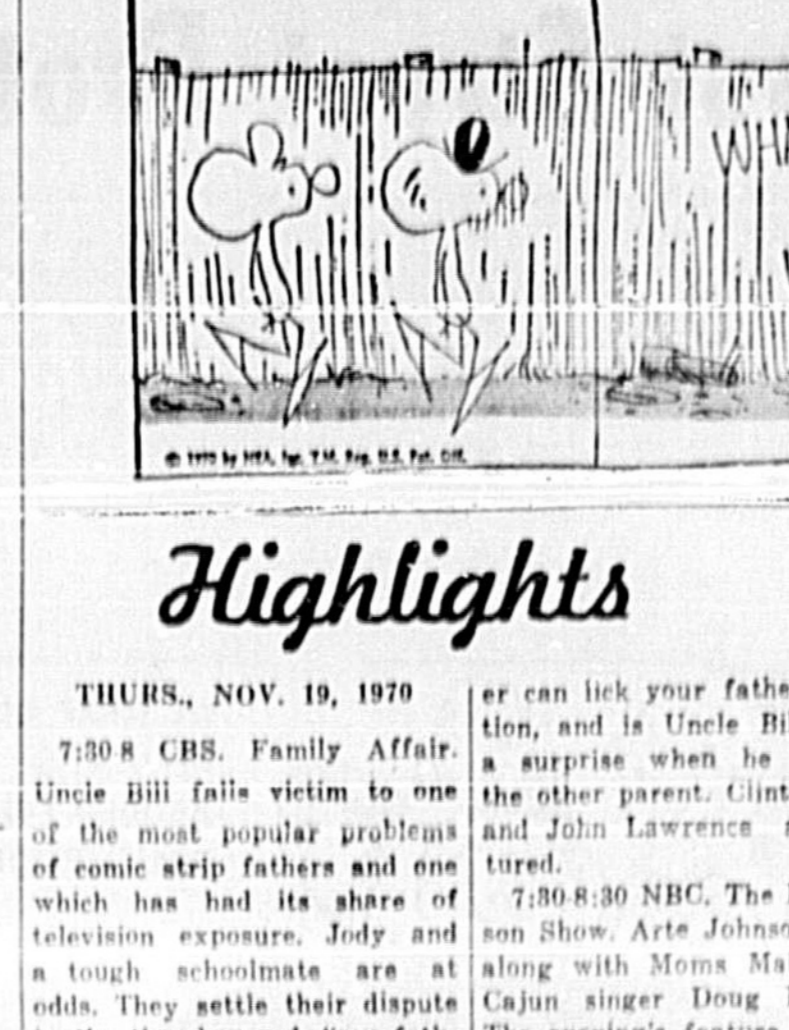 WHA
© 1970 by NEA, Inc. T.M. Reg. U.S. Pat. Off.
Highlights
THURS., NOV. 19, 1970
7:30-8 CBS. Family Affair.
Uncle Bill falls victim to one
of the most popular problems
of comic strip fathers and one
which has had its share of
television exposure. Jody and
a tough schoolmate are at
odds. They settle their dispute
er can lick your fathe
tion, and is Uncle Bi
a surprise when he
the other parent. Clint
and John Lawrence
tured.
7:30-8:30 NBC. The
son Show. Arte Johnso
along with Moms Ma
Cajun singer Doug